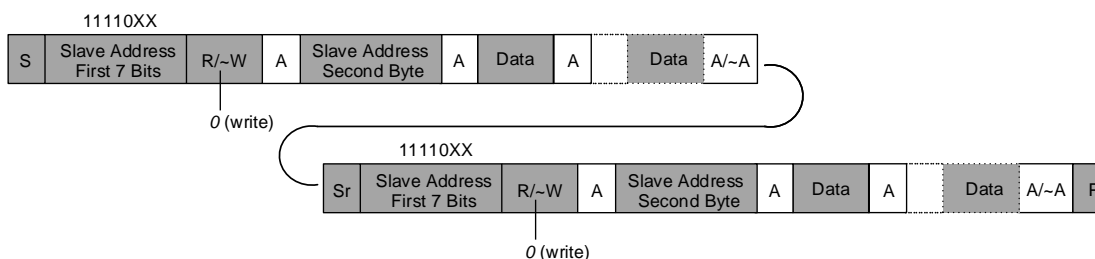 11110XX
S Slave Address First 7 Bits R/~W A Slave Address Second Byte A Data A Data A/~A
0 (write)
11110XX
Sr Slave Address First 7 Bits R/~W A Slave Address Second Byte A Data A Data A/~A P
0 (write)